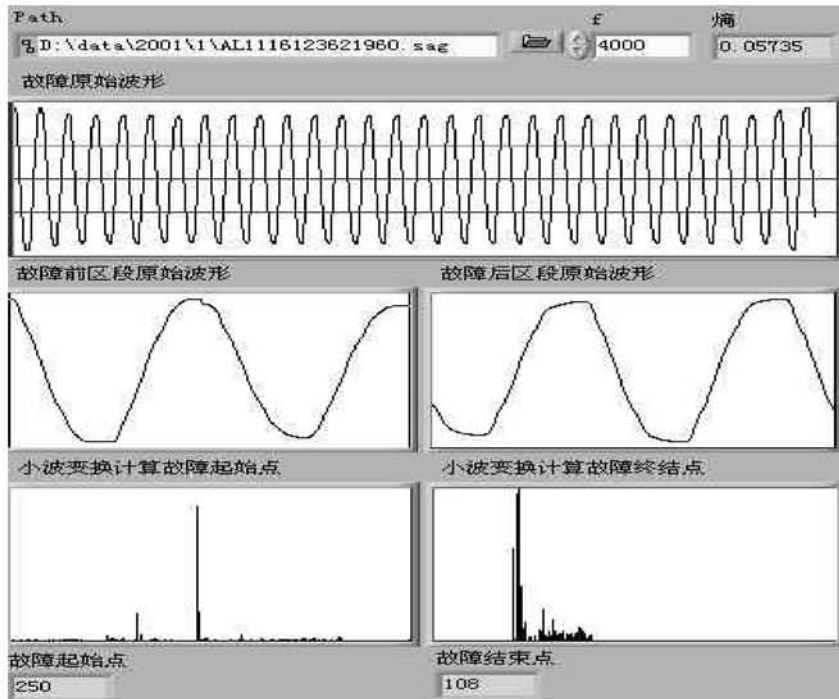 Path f 熵
D:\data\2001\1\AL1116123621960.sag 4000 0.05735
故障原始波形
故障前区段原始波形 故障后区段原始波形
小波变换计算故障起始点 小波变换计算故障终结点
故障起始点 故障结束点
250 108